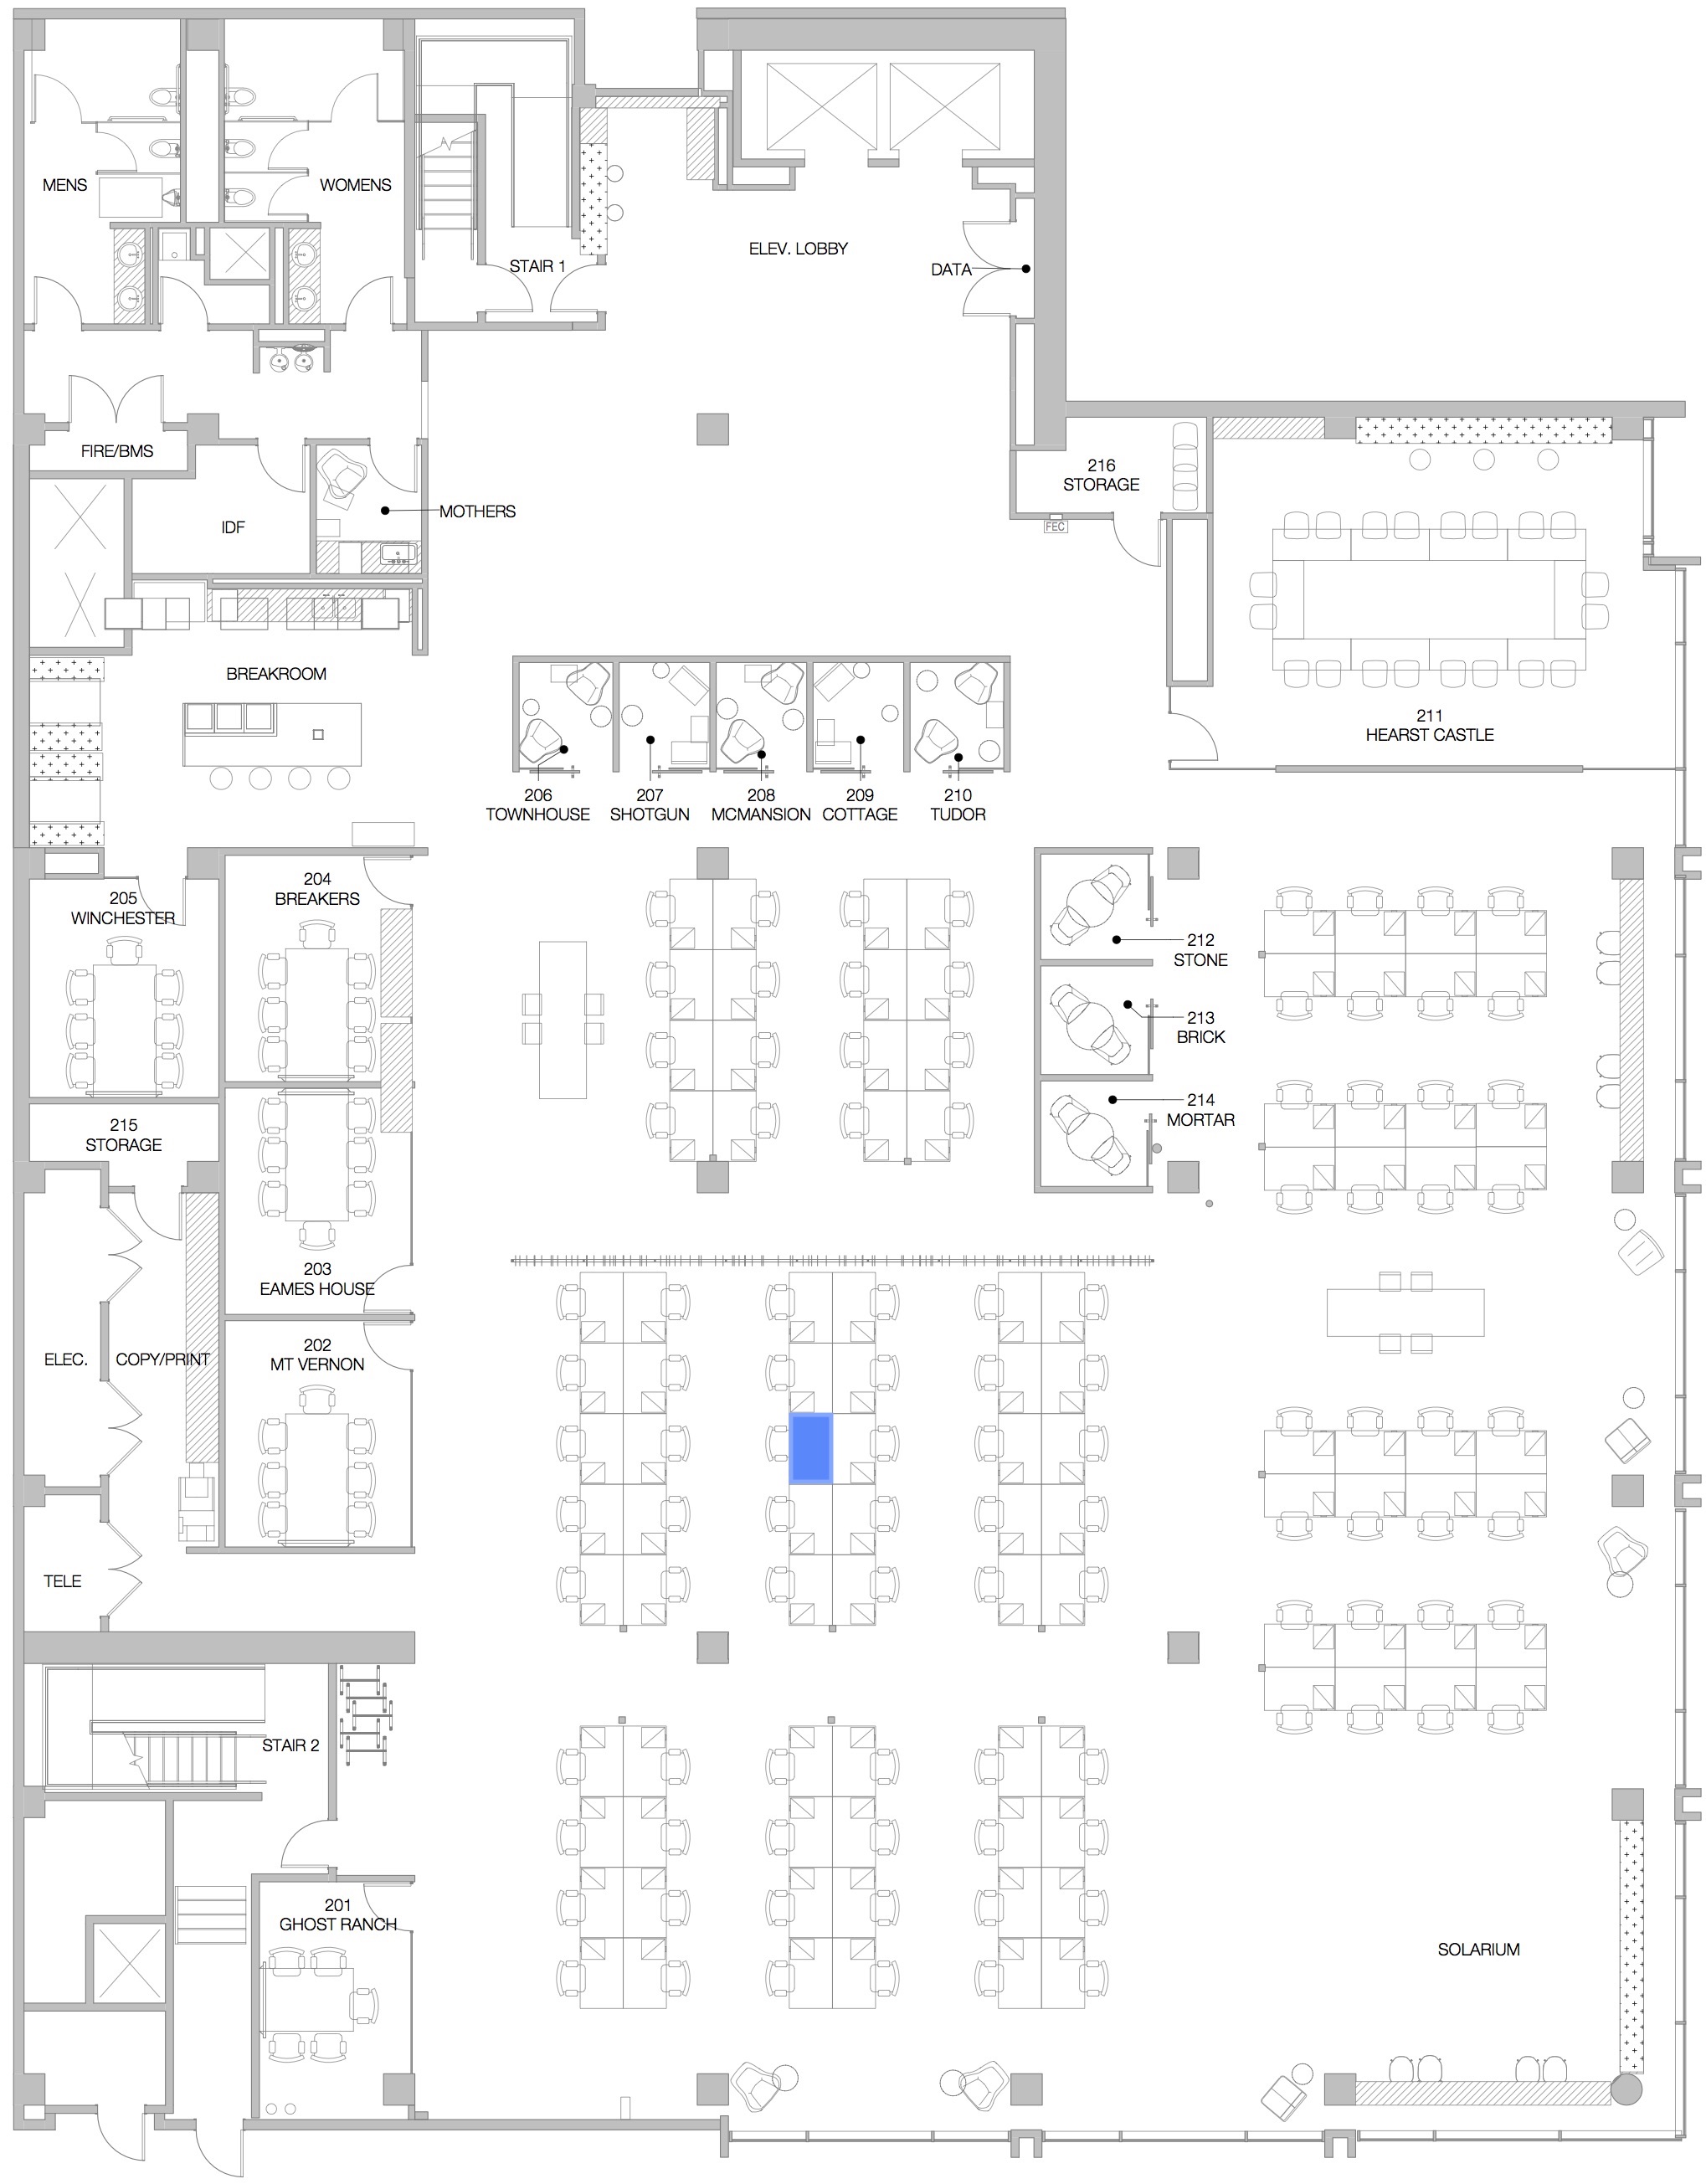 MENS
WOMENS
STAIR 1
ELEV. LOBBY
DATA
FIRE/BMS
IDF
MOTHERS
216
STORAGE
FEC
BREAKROOM
211
HEARST CASTLE
206
TOWNHOUSE
207
SHOTGUN
208
MCMANSION
209
COTTAGE
210
TUDOR
205
WINCHESTER
204
BREAKERS
212
STONE
213
BRICK
214
MORTAR
215
STORAGE
203
EAMES HOUSE
ELEC.
COPY/PRINT
202
MT VERNON
TELE
STAIR 2
201
GHOST RANCH
SOLARIUM